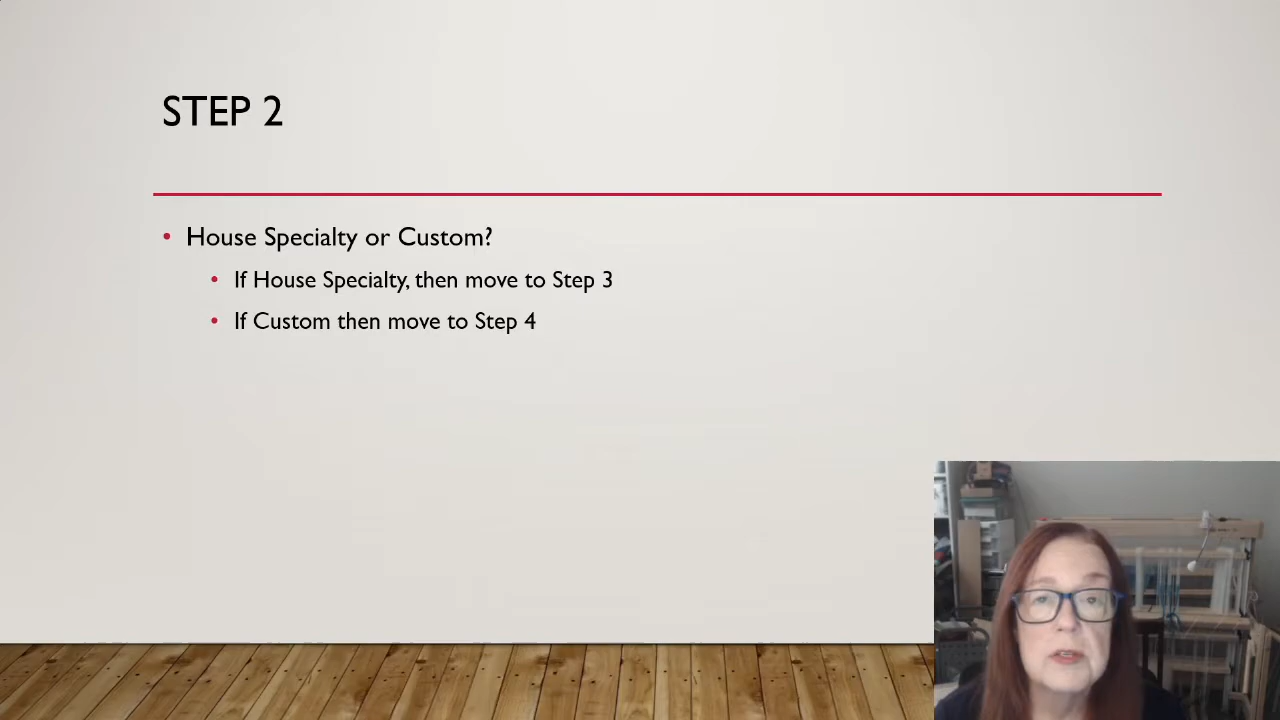 STEP 2
• House Specialty or Custom?
• If House Specialty, then move to Step 3
• If Custom then move to Step 4